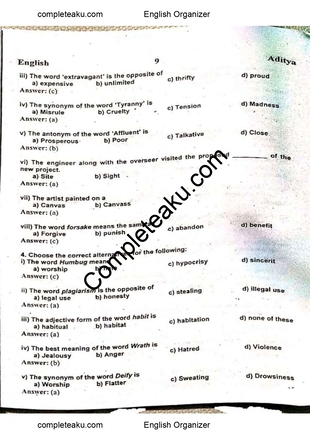 completeaku.com English Organizer
English 9 Aditya
iii) The word 'extravagant' is the opposite of
a) expensive b) unlimited c) thrifty d) proud
Answer: (c)
iv) The synonym of the word 'Tyranny' is
a) Misrule b) Cruelty c) Tension d) Madness
Answer: (a)
v) The antonym of the word 'Affluent' is
a) Prosperous b) Poor c) Talkative d) Close
Answer: (b)
vi) The engineer along with the overseer visited the proposed ________ of the
new project.
a) Site b) Sight
Answer: (a)
vii) The artist painted on a
a) Canvas b) Canvass
Answer: (a)
viii) The word forsake means the same
a) Forgive b) punish c) abandon d) benefit
Answer: (c)
4. Choose the correct for the following:
i) The word Humbug
a) worship c) hypocrisy d) sincerit
Answer: (c)
ii) The word plagiarism is the opposite of
a) legal use b) honesty c) stealing d) illegal use
Answer: (a)
iii) The adjective form of the word habit is
a) habitual b) habitat c) habitation d) none of these
Answer: (a)
iv) The best meaning of the word Wrath is
a) Jealousy b) Anger c) Hatred d) Violence
Answer: (b)
v) The synonym of the word Deify is
a) Worship b) Flatter c) Sweating d) Drowsiness
Answer: (a)
Completeaku.com
completeaku.com English Organizer